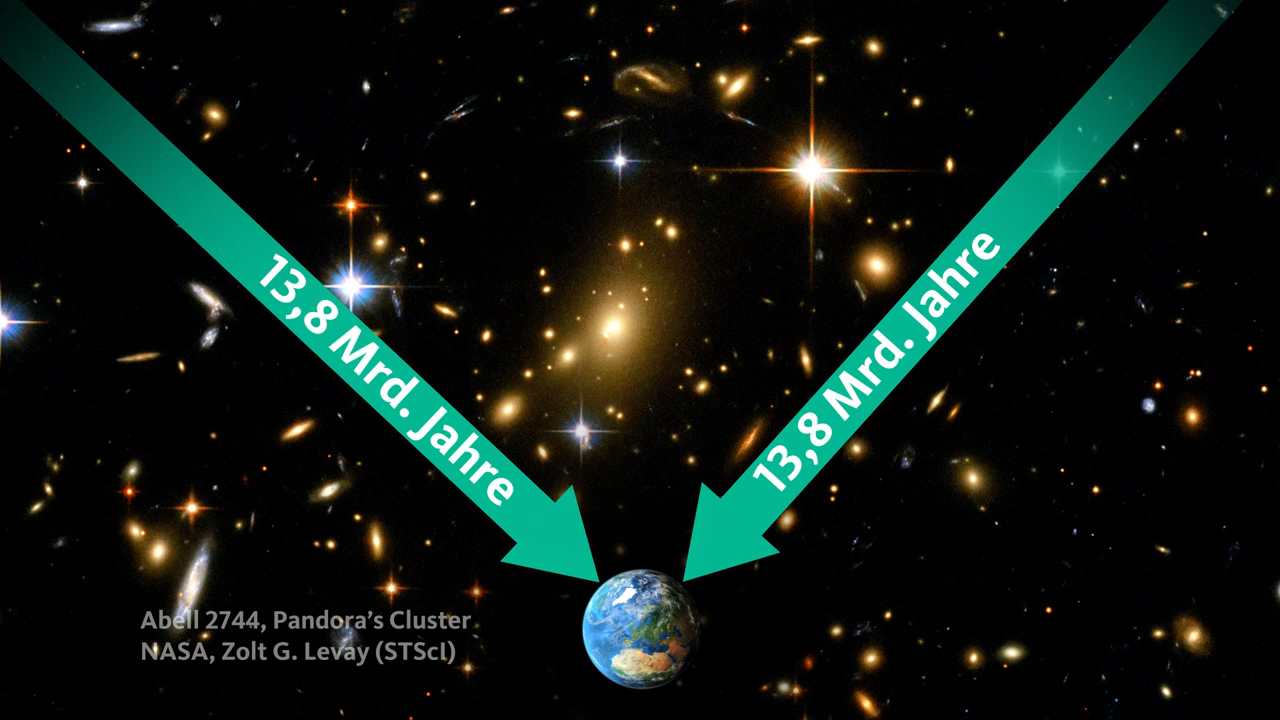 13,8 Mrd. Jahre
13,8 Mrd. Jahre
Abell 2744, Pandora’s Cluster
NASA, Zolt G. Levay (STScI)